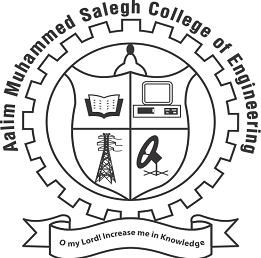 Aalim Muhammed Salegh College of Engineering
O my Lord! Increase me in Knowledge